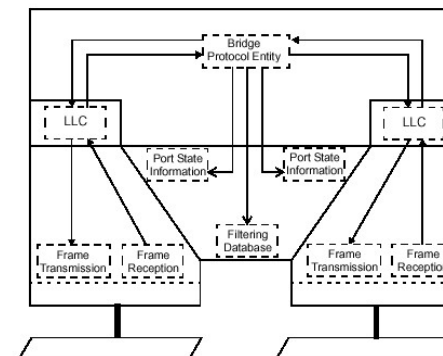 Bridge
Protocol Entity
LLC
LLC
Port State
Information
Port State
Information
Filtering
Database
Frame
Transmission
Frame
Reception
Frame
Transmission
Frame
Reception